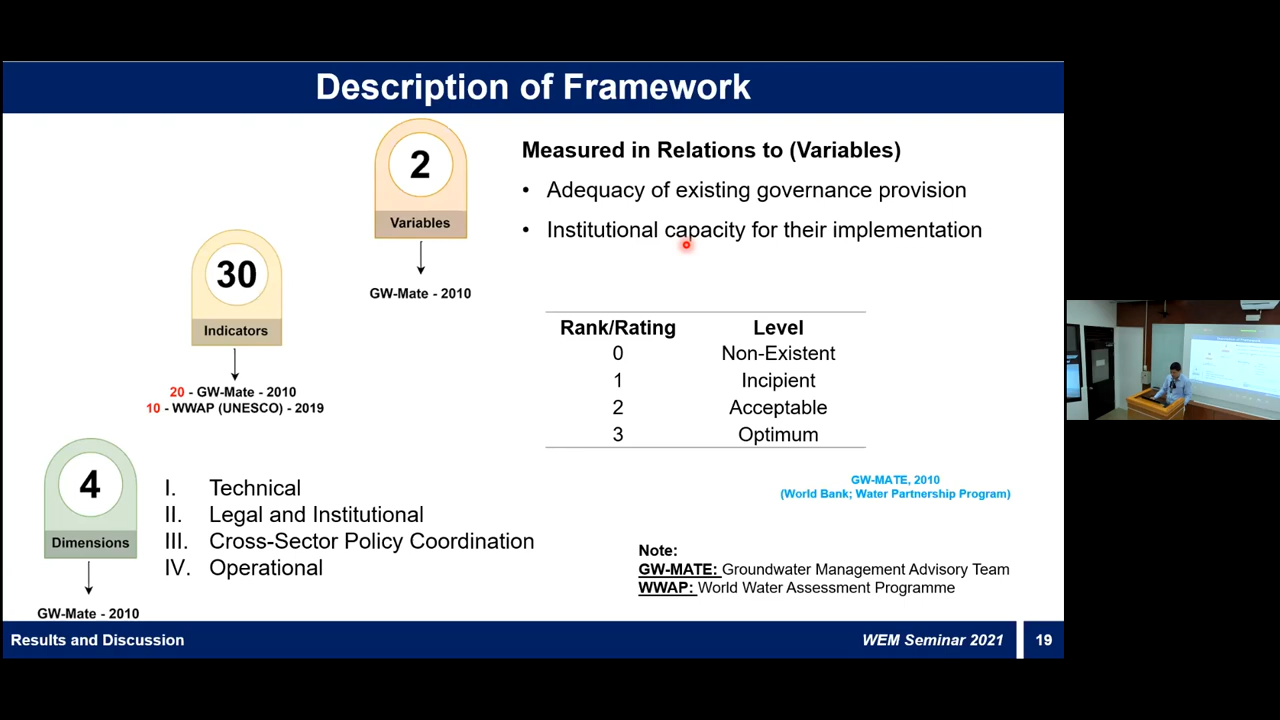 Description of Framework
2
Variables
GW-Mate - 2010
Measured in Relations to (Variables)
• Adequacy of existing governance provision
• Institutional capacity for their implementation
30
Indicators
20 - GW-Mate - 2010
10 - WWAP (UNESCO) - 2019
Rank/Rating Level
0 Non-Existent
1 Incipient
2 Acceptable
3 Optimum
GW-MATE, 2010
(World Bank; Water Partnership Program)
4
Dimensions
GW-Mate - 2010
I. Technical
II. Legal and Institutional
III. Cross-Sector Policy Coordination
IV. Operational
Note:
GW-MATE: Groundwater Management Advisory Team
WWAP: World Water Assessment Programme
Results and Discussion
WEM Seminar 2021
19